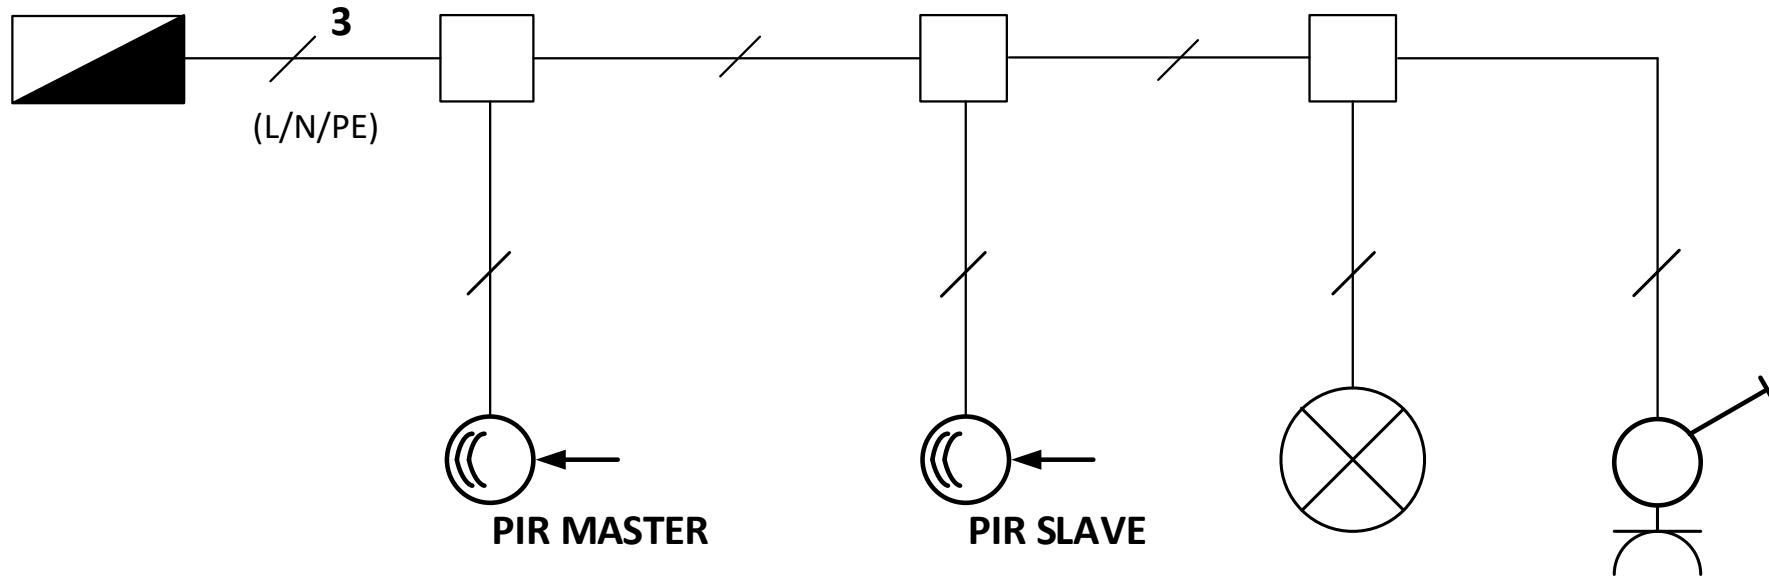 3
(L/N/PE)
PIR MASTER
PIR SLAVE